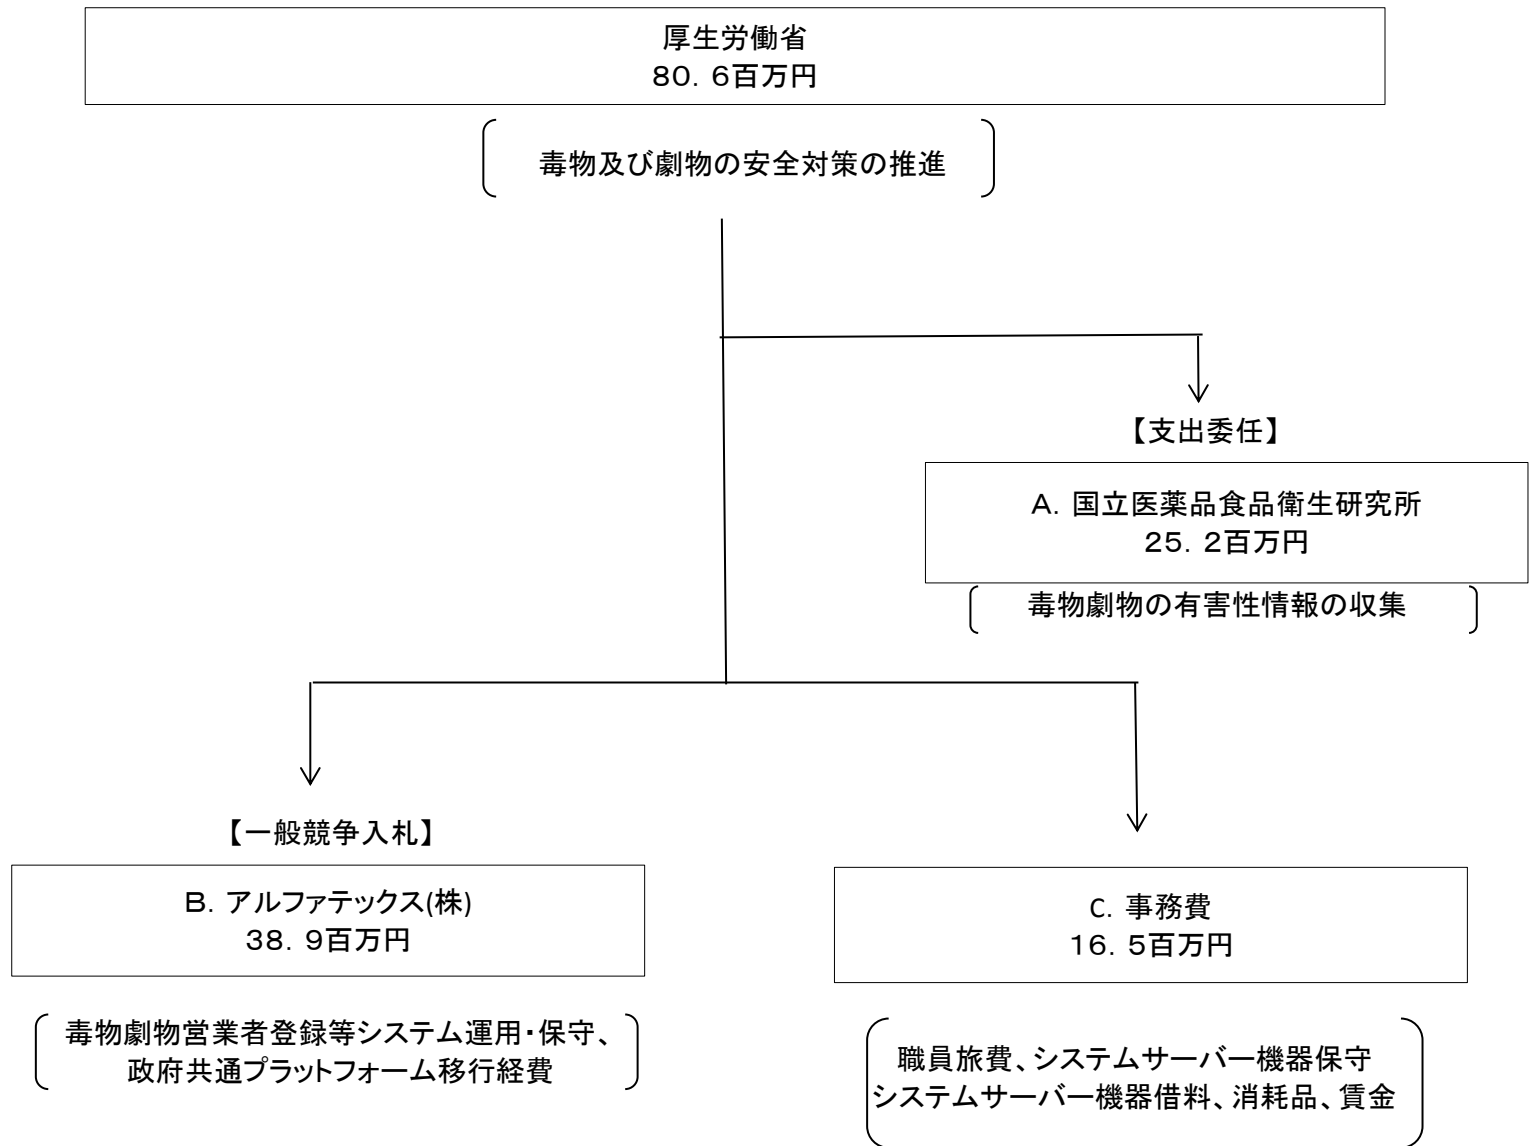 厚生労働省
８０．６百万円
毒物及び劇物の安全対策の推進
【支出委任】
Ａ．国立医薬品食品衛生研究所
２５．２百万円
毒物劇物の有害性情報の収集
【一般競争入札】
Ｂ．アルファテックス(株)
３８．９百万円
毒物劇物営業者登録等システム運用・保守、
政府共通プラットフォーム移行経費
C．事務費
１６．５百万円
職員旅費、システムサーバー機器保守
システムサーバー機器借料、消耗品、賃金